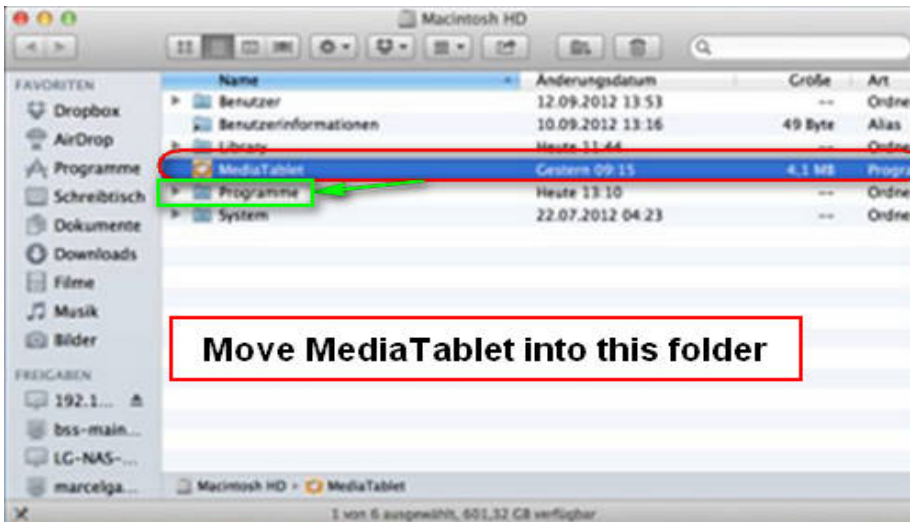 Macintosh HD
Name Änderungsdatum Größe Art
FAVORITEN
Dropbox
AirDrop
Programme
Schreibtisch
Dokumente
Downloads
Filme
Musik
Bilder
FREIGABEN
192.1...
bss-main...
LG-NAS-...
marcelga...
Benutzer 12.09.2012 13:53 -- Ordne
Benutzerinformationen 10.09.2012 13:16 49 Byte Alias
Library Heute 11:44 -- Ordne
MediaTablet Gestern 09:15 4,1 MB Progra
Programme Heute 13:10 -- Ordne
System 22.07.2012 04:23 -- Ordne
Move MediaTablet into this folder
Macintosh HD MediaTablet
1 von 6 ausgewählt, 601,32 GB verfügbar